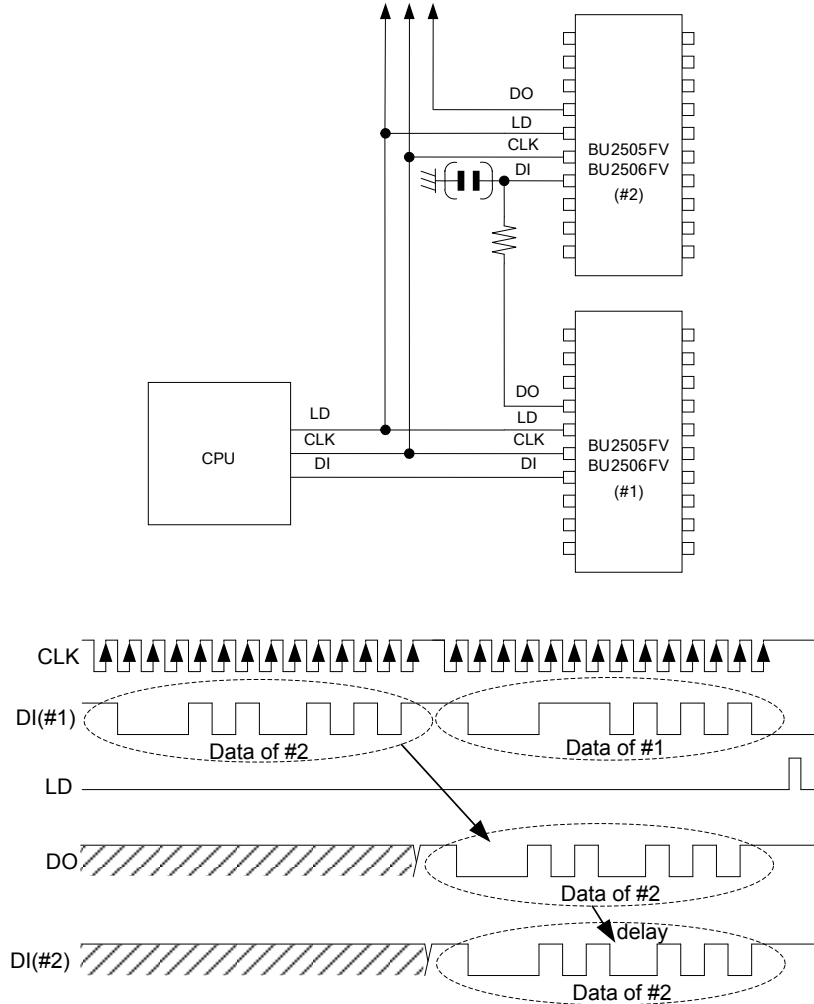 DO
LD
CLK
DI
BU2505FV
BU2506FV
(#2)
CPU
LD
CLK
DI
DO
LD
CLK
DI
BU2505FV
BU2506FV
(#1)
CLK
DI(#1)
Data of #2
Data of #1
LD
DO
Data of #2
delay
DI(#2)
Data of #2